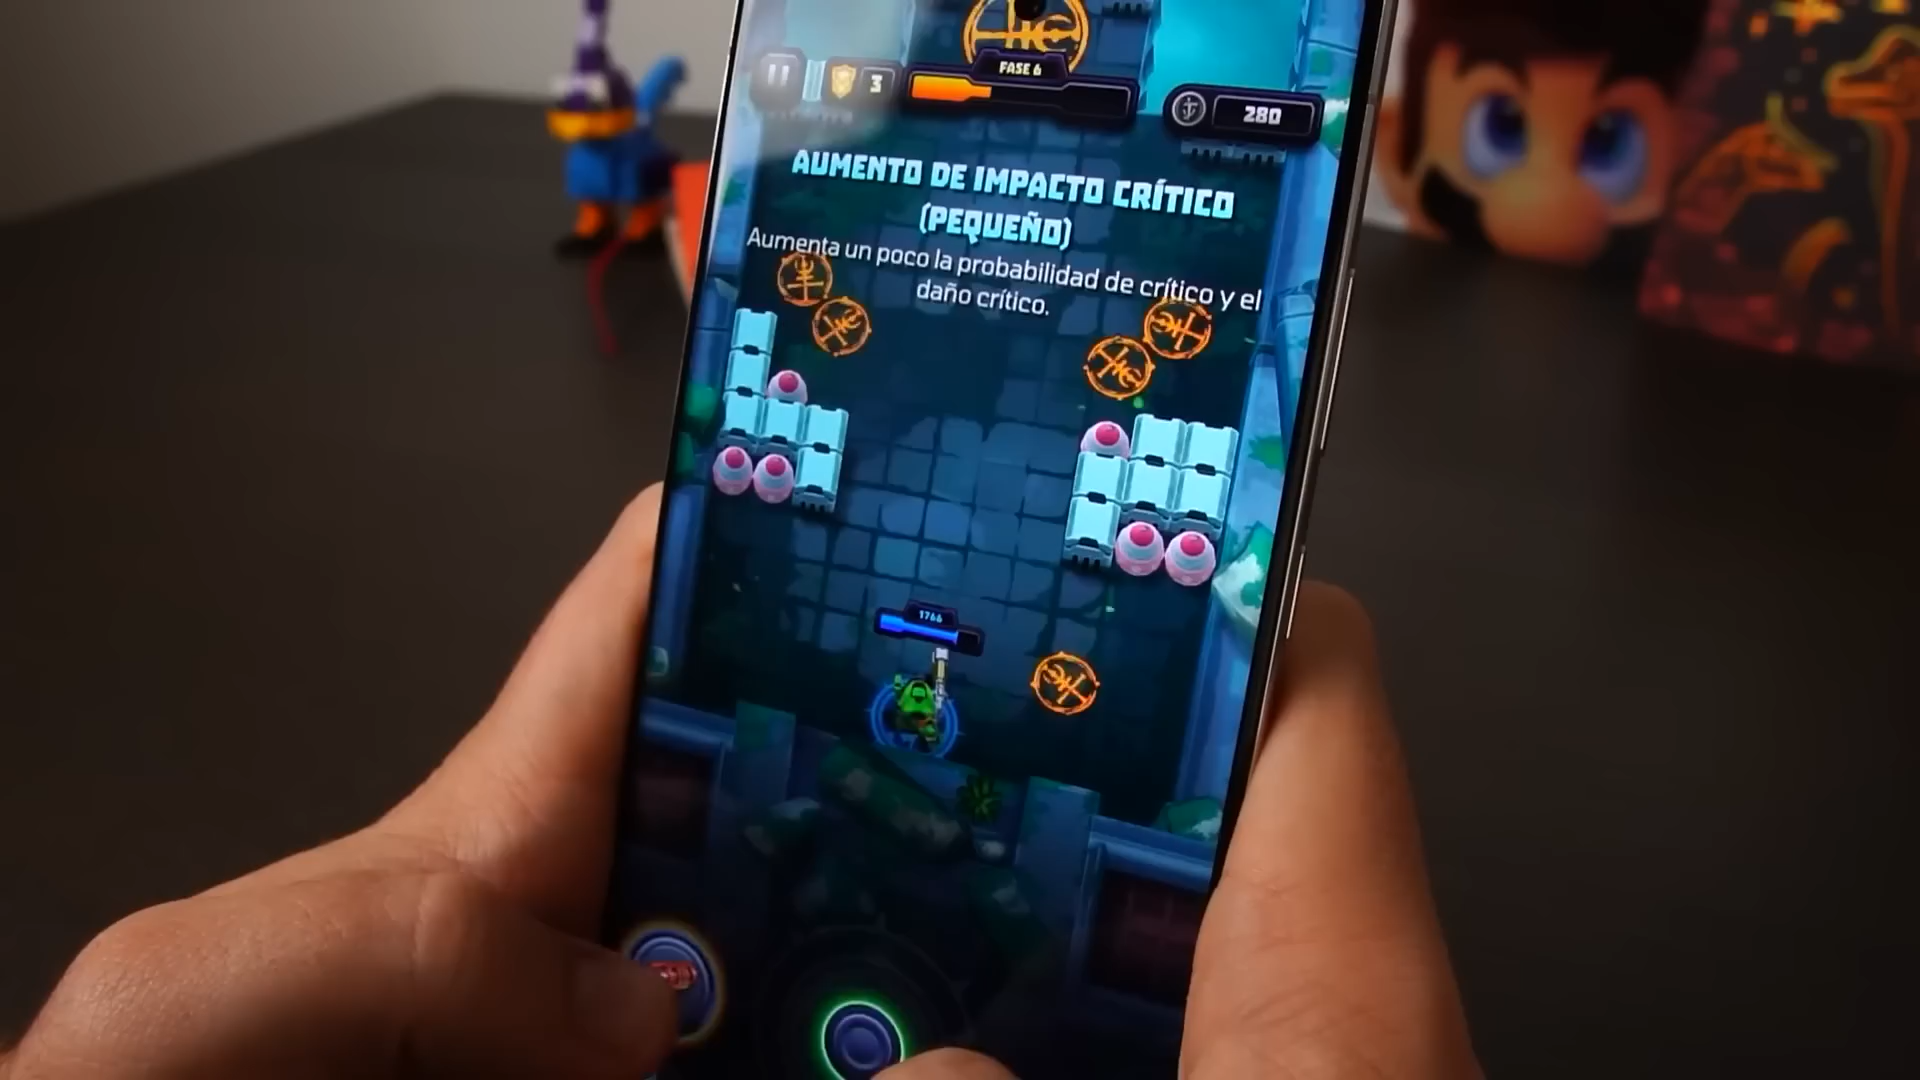 FASE 6
3
280
AUMENTO DE IMPACTO CRÍTICO
(PEQUEÑO)
Aumenta un poco la probabilidad de crítico y el
daño crítico.
1766